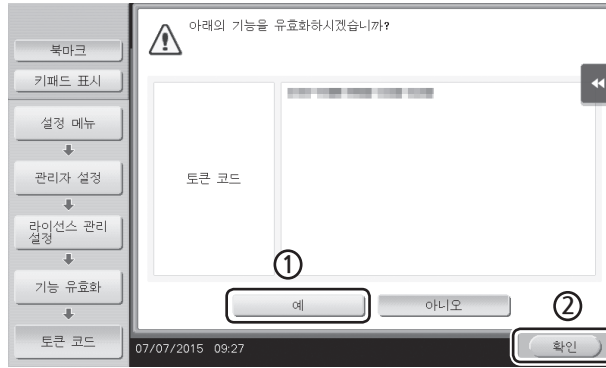 아래의 기능을 유효화하시겠습니까?
북마크
키패드 표시
설정 메뉴
관리자 설정
라이선스 관리
설정
기능 유효화
토큰 코드
토큰 코드
①
예
아니오
②
확인
07/07/2015 09:27